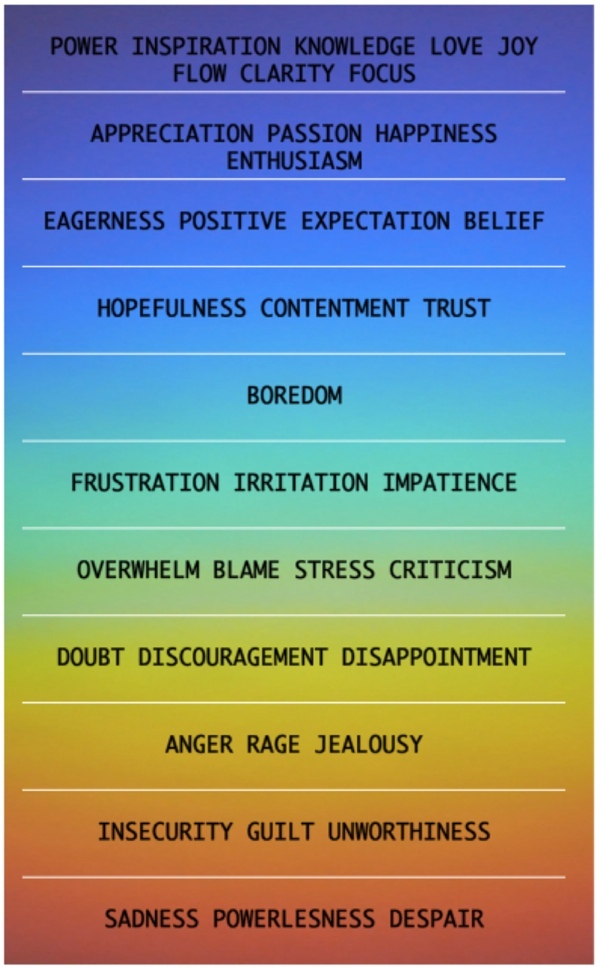 POWER INSPIRATION KNOWLEDGE LOVE JOY
FLOW CLARITY FOCUS
APPRECIATION PASSION HAPPINESS
ENTHUSIASM
EAGERNESS POSITIVE EXPECTATION BELIEF
HOPEFULNESS CONTENTMENT TRUST
BOREDOM
FRUSTRATION IRRITATION IMPATIENCE
OVERWHELM BLAME STRESS CRITICISM
DOUBT DISCOURAGEMENT DISAPPOINTMENT
ANGER RAGE JEALOUSY
INSECURITY GUILT UNWORTHINESS
SADNESS POWERLESNESS DESPAIR